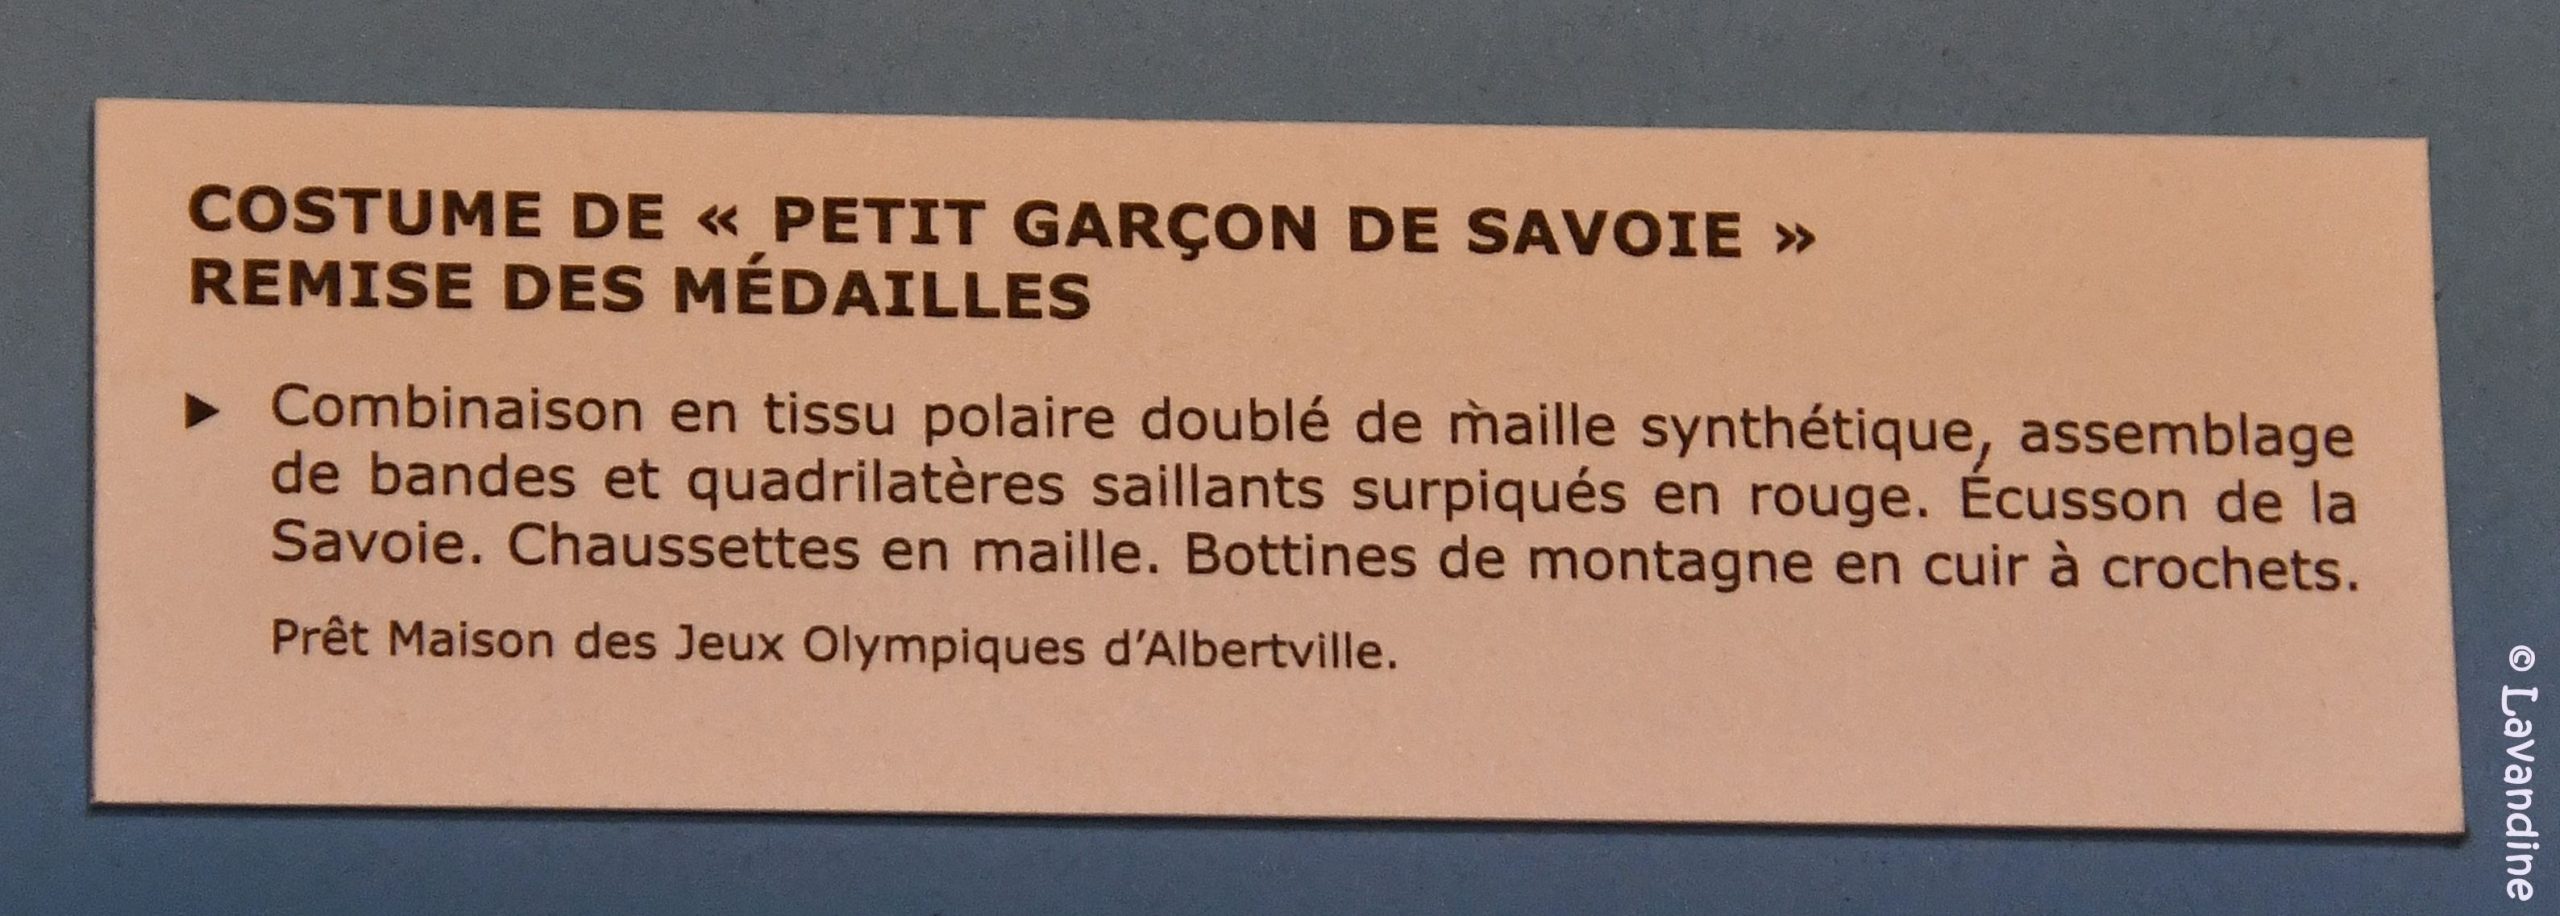 COSTUME DE « PETIT GARÇON DE SAVOIE »
REMISE DES MÉDAILLES
► Combinaison en tissu polaire doublé de maille synthétique, assemblage
de bandes et quadrilatères saillants surpiqués en rouge. Écusson de la
Savoie. Chaussettes en maille. Bottines de montagne en cuir à crochets.
Prêt Maison des Jeux Olympiques d’Albertville.
© Lavandine